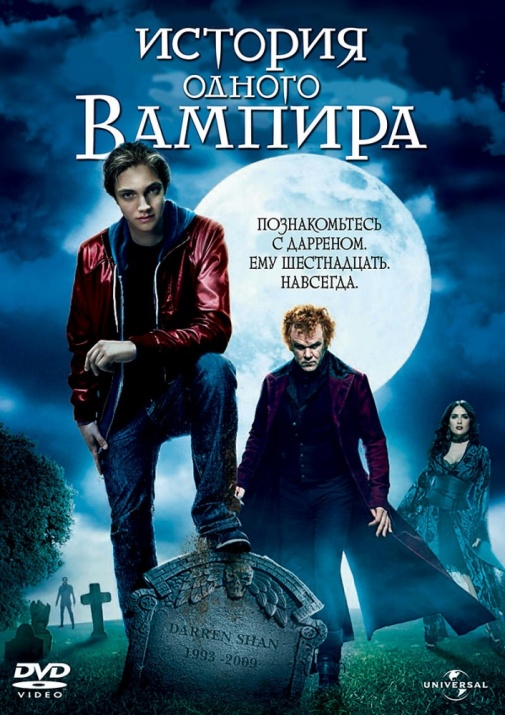 История
одного
Вампира
Познакомьтесь
с Дарреном.
Ему шестнадцать.
Навсегда.
DARREN SHAN
1993-2009
DVD
VIDEO
UNIVERSAL